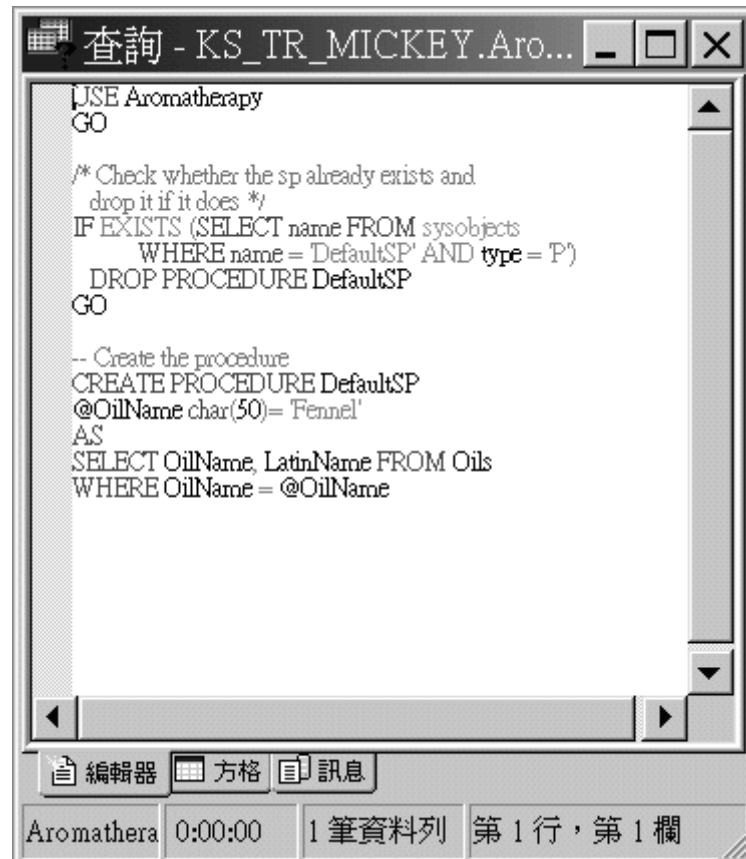 查詢 - KS_TR_MICKEY.Aro...
USE Aromatherapy
GO
/* Check whether the sp already exists and
drop it if it does */
IF EXISTS (SELECT name FROM sysobjects
WHERE name = 'DefaultSP' AND type = 'P')
DROP PROCEDURE DefaultSP
GO
-- Create the procedure
CREATE PROCEDURE DefaultSP
@OilName char(50)= 'Fennel'
AS
SELECT OilName, LatinName FROM Oils
WHERE OilName = @OilName
編輯器 方格 訊息
Aromathera 0:00:00 1 筆資料列 第 1 行，第 1 欄